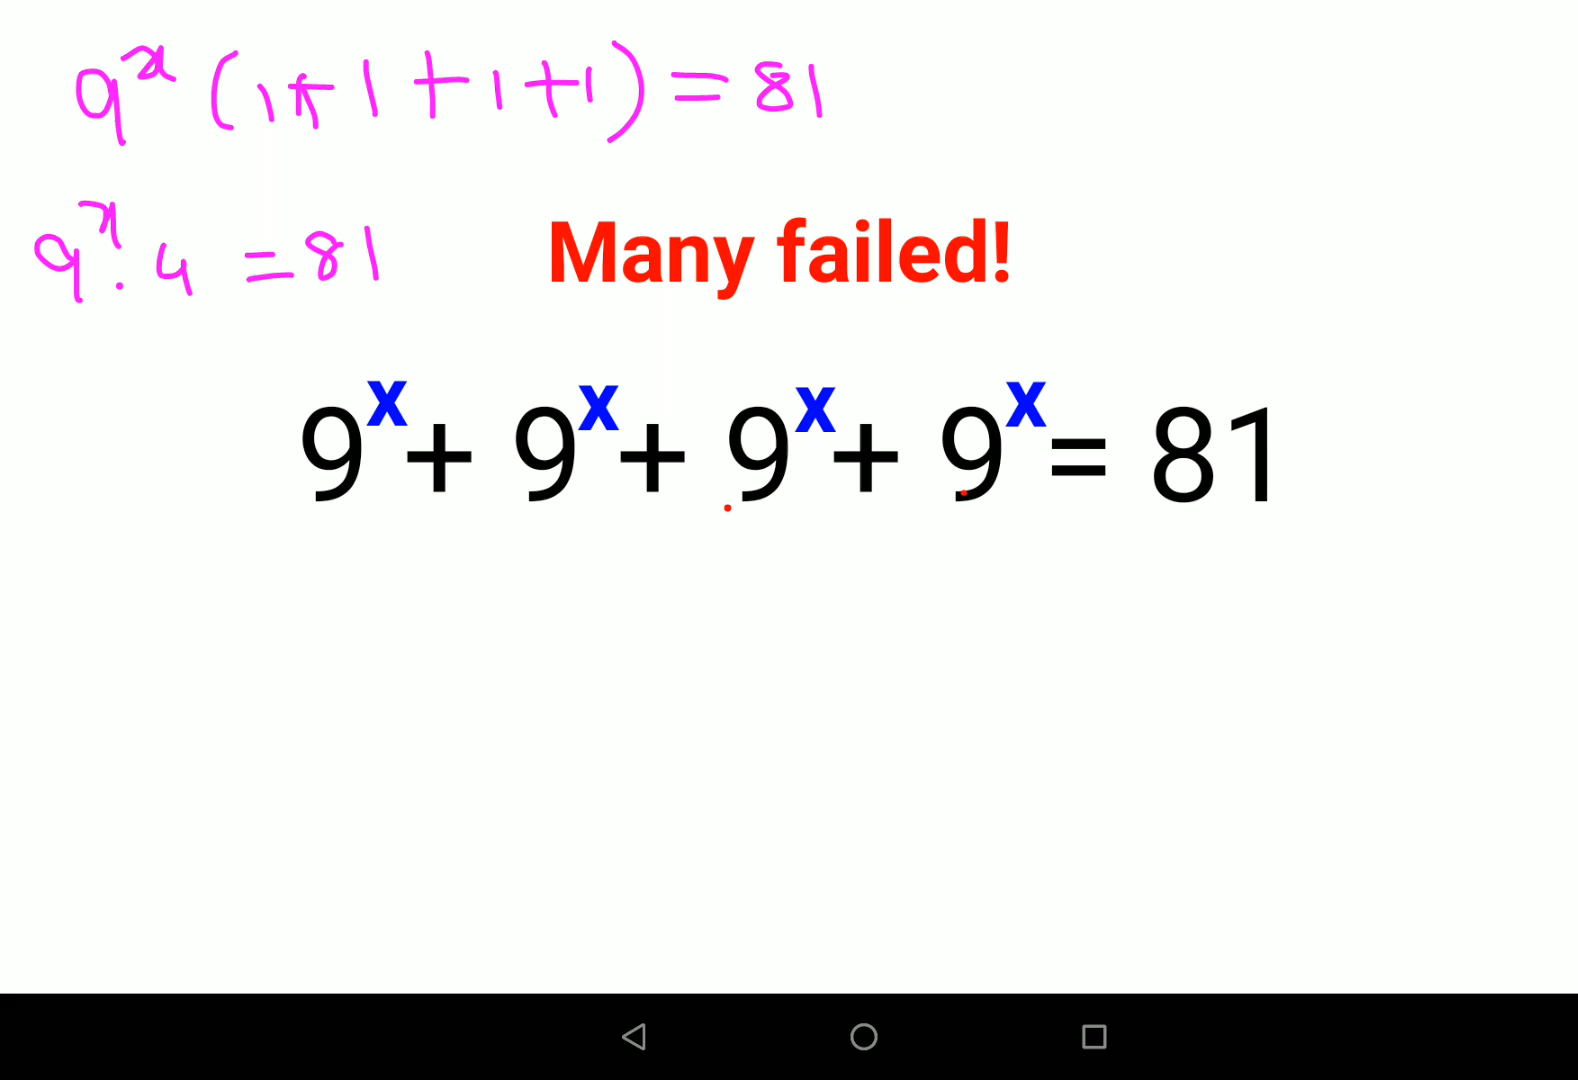 9^x (1+1+1+1) = 81
9^x . 4 = 81
Many failed!
9^x + 9^x + 9^x + 9^x = 81